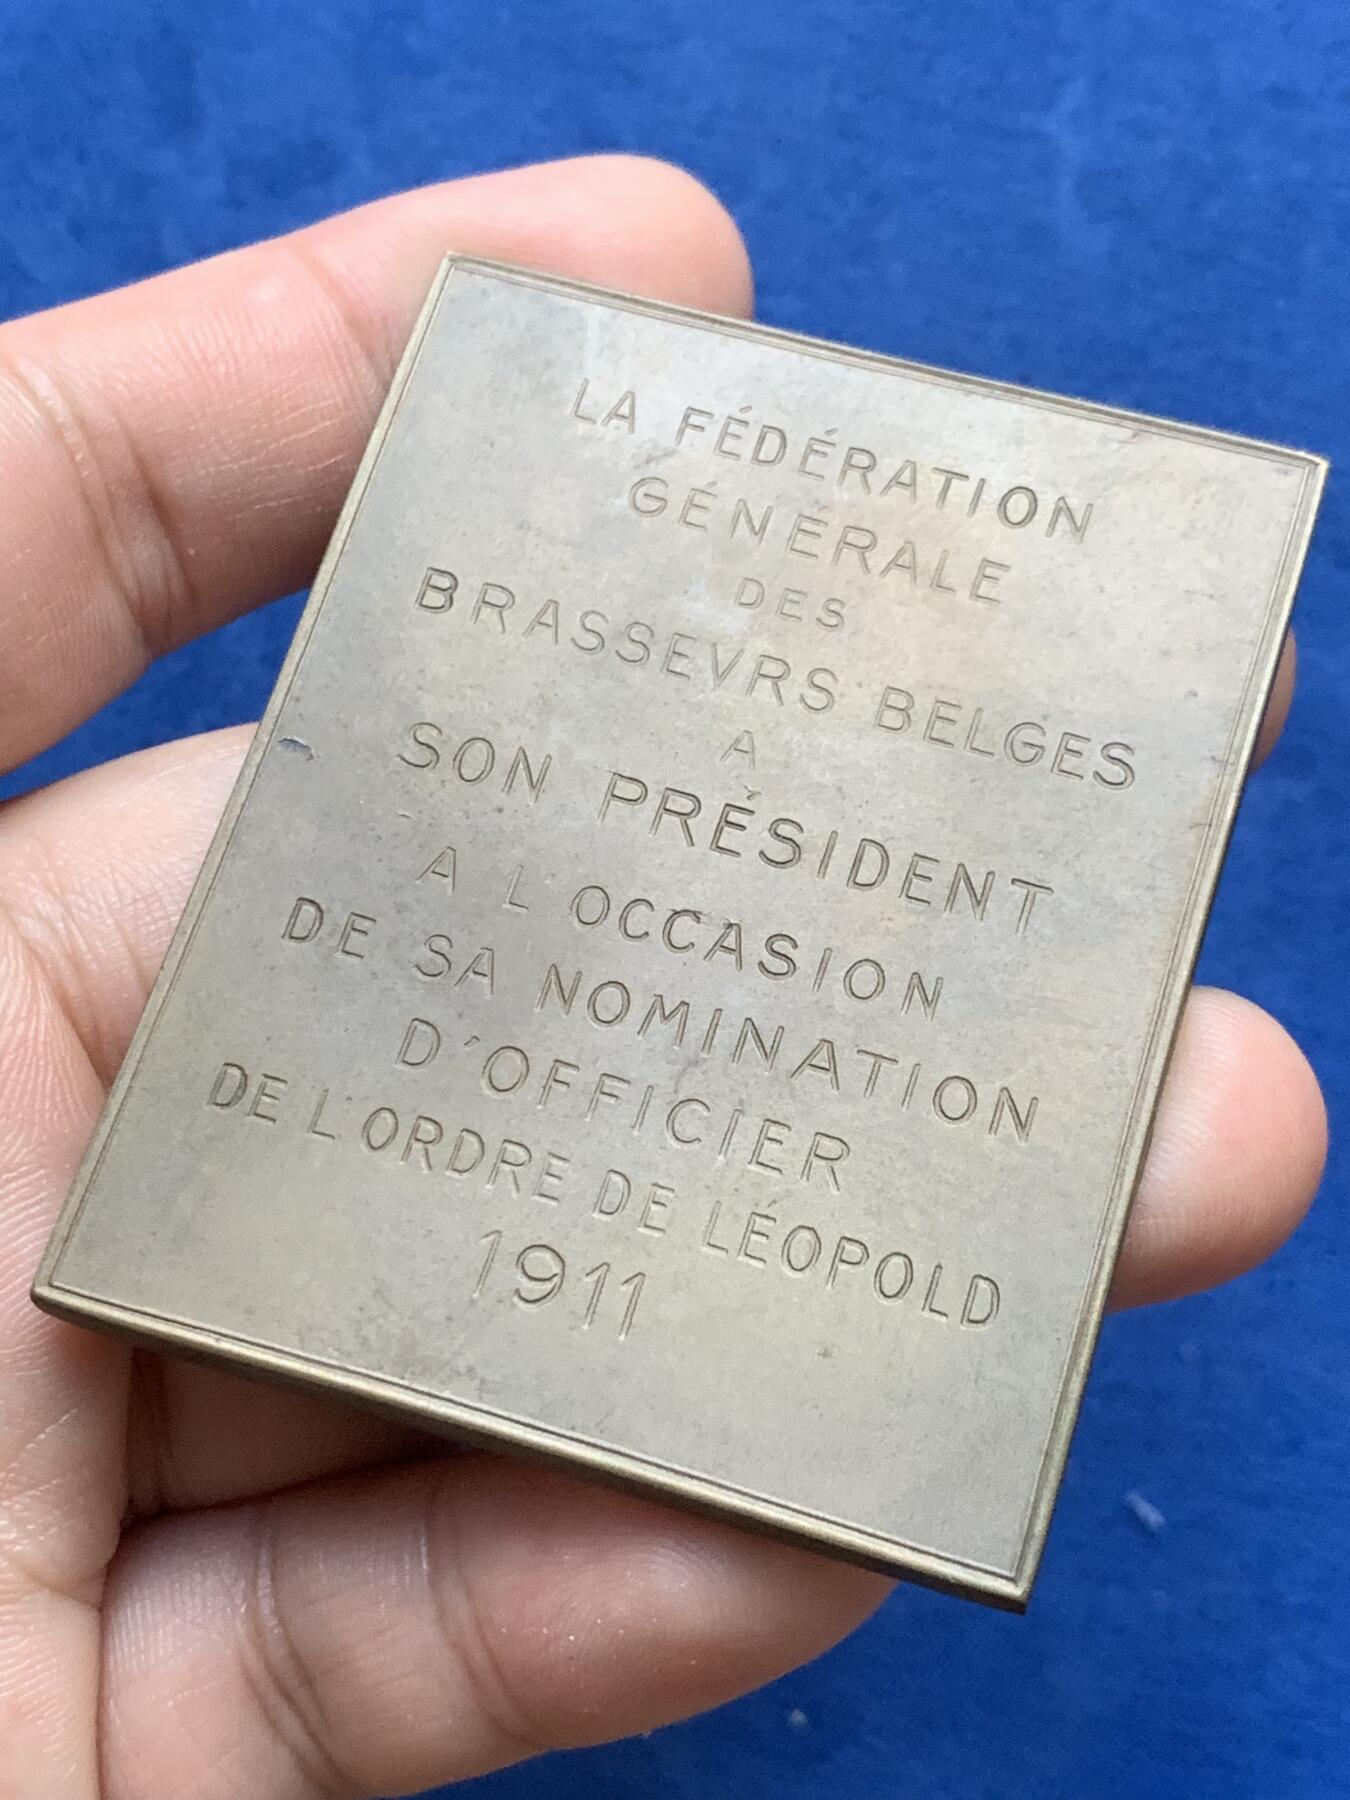 LA FÉDÉRATION
GÉNÉRALE
DES
BRASSEVRS BELGES
A
SON PRÉSIDENT
A L'OCCASION
DE SA NOMINATION
D'OFFICIER
DE L'ORDRE DE LÉOPOLD
1911